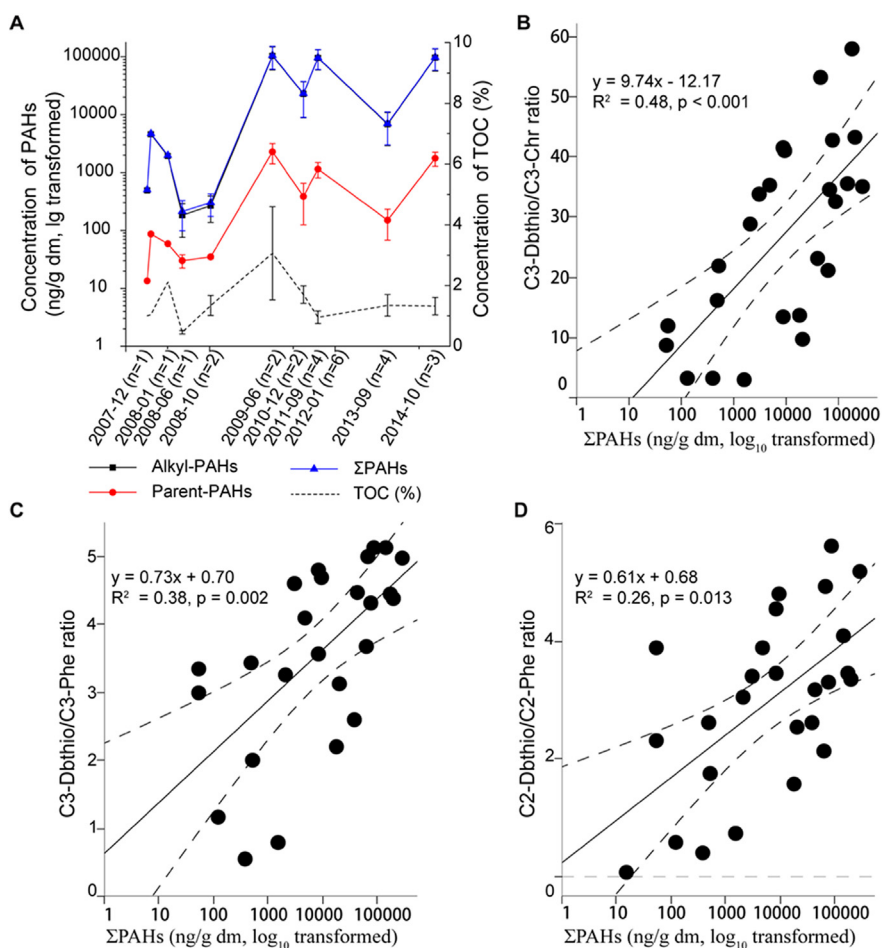 A
Concentration of PAHs
(ng/g dm, lg transformed)
100000
10000
1000
100
10
1
10
8
6
4
2
0
Concentration of TOC (%)
2007-12 (n=1)
2008-01 (n=1)
2008-06 (n=1)
2008-10 (n=2)
2009-06 (n=2)
2010-12 (n=2)
2011-09 (n=4)
2012-01 (n=6)
2013-09 (n=4)
2014-10 (n=3)
Alkyl-PAHs
ΣPAHs
Parent-PAHs
TOC (%)
B
y = 9.74x - 12.17
R² = 0.48, p < 0.001
C3-Dbthio/C3-Chr ratio
60
50
40
30
20
10
0
1 10 100 1000 10000 100000
ΣPAHs (ng/g dm, log₁₀ transformed)
C
y = 0.73x + 0.70
R² = 0.38, p = 0.002
C3-Dbthio/C3-Phe ratio
5
4
3
2
1
0
1 10 100 1000 10000 100000
ΣPAHs (ng/g dm, log₁₀ transformed)
D
y = 0.61x + 0.68
R² = 0.26, p = 0.013
C2-Dbthio/C2-Phe ratio
6
4
2
0
1 10 100 1000 10000 100000
ΣPAHs (ng/g dm, log₁₀ transformed)